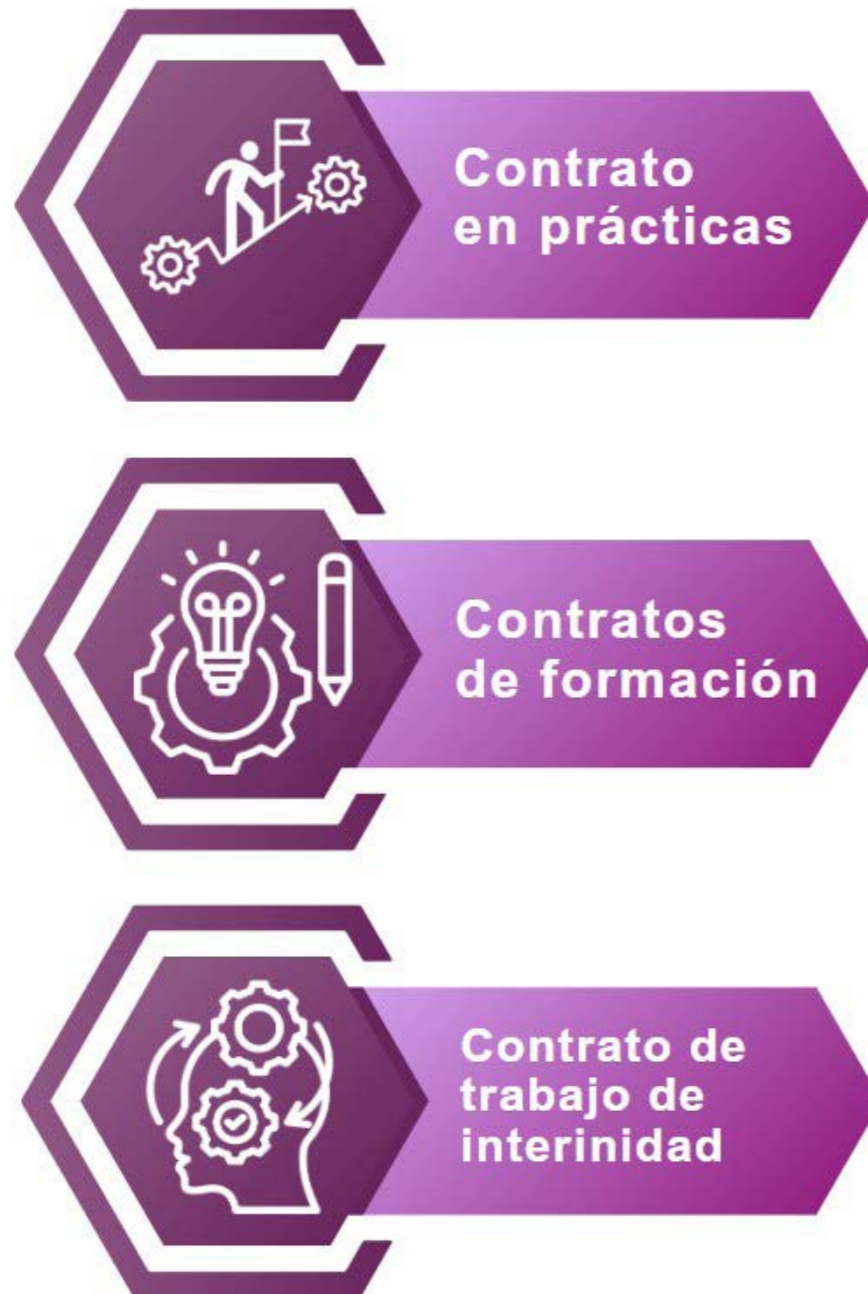 Contrato
en prácticas
Contratos
de formación
Contrato de
trabajo de
interinidad